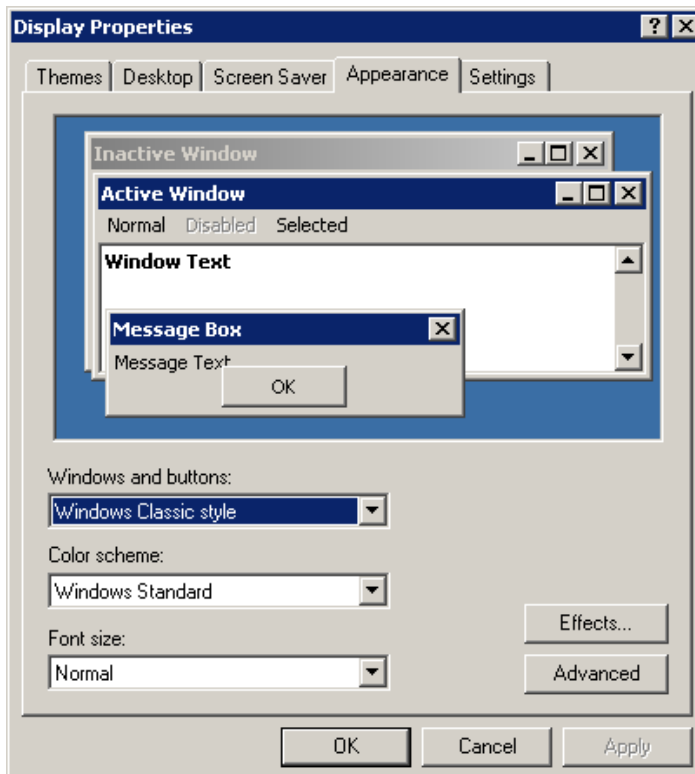 Display Properties
Themes Desktop Screen Saver Appearance Settings
Inactive Window
Active Window
Normal Disabled Selected
Window Text
Message Box
Message Text
OK
Windows and buttons:
Windows Classic style
Color scheme:
Windows Standard
Effects...
Font size:
Normal
Advanced
OK Cancel Apply